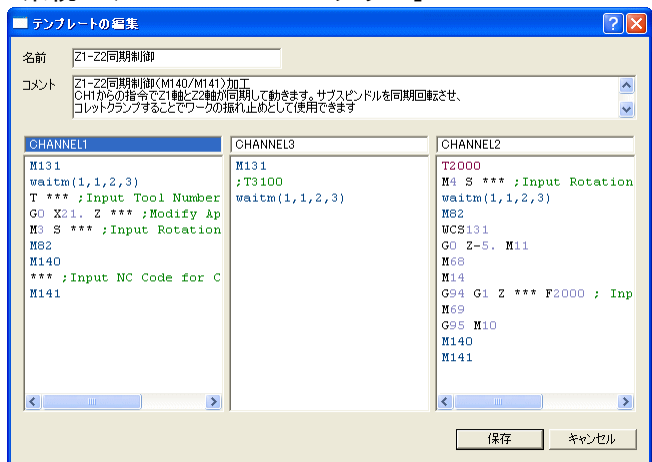 テンプレートの編集
名前
Z1-Z2同期制御
コメント
Z1-Z2同期制御(M140/M141)加工
CH1からの指令でZ1軸とZ2軸が同期して動きます。サブスピンドルを同期回転させ、
コレットクランプすることでワークの振れ止めとして使用できます
CHANNEL1
M131
waitm(1,1,2,3)
T *** ;Input Tool Number
G0 X21. Z *** ;Modify Ap
M3 S *** ;Input Rotation
M82
M140
*** ;Input NC Code for C
M141
CHANNEL3
M131
;T3100
waitm(1,1,2,3)
CHANNEL2
T2000
M4 S *** ;Input Rotation
waitm(1,1,2,3)
M82
WCS131
G0 Z-5. M11
M68
M14
G94 G1 Z *** F2000 ; Inp
M69
G95 M10
M140
M141
保存
キャンセル